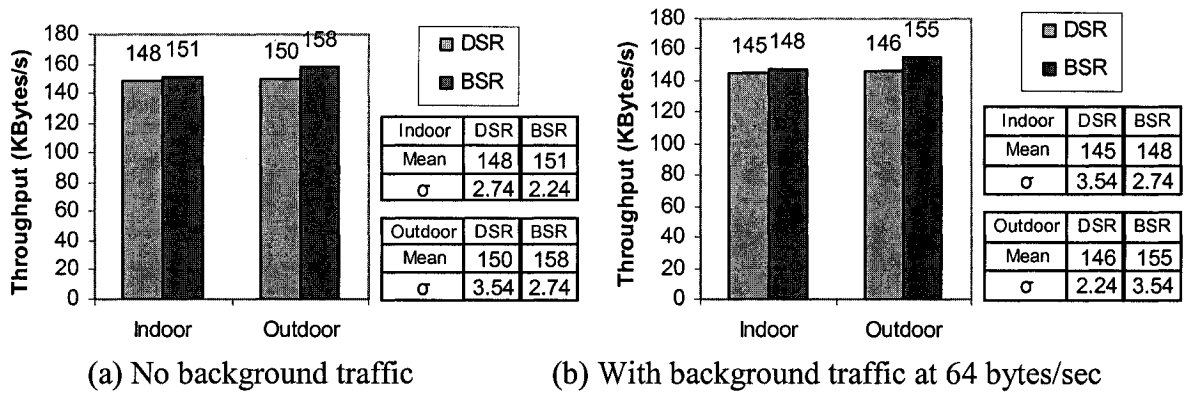 Throughput (KBytes/s)
180
160
140
120
100
80
60
40
20
0
148 151
150 158
Indoor Outdoor
DSR
BSR
Indoor DSR BSR
Mean 148 151
σ 2.74 2.24
Outdoor DSR BSR
Mean 150 158
σ 3.54 2.74
(a) No background traffic
Throughput (KBytes/s)
180
160
140
120
100
80
60
40
20
0
145 148
146 155
Indoor Outdoor
DSR
BSR
Indoor DSR BSR
Mean 145 148
σ 3.54 2.74
Outdoor DSR BSR
Mean 146 155
σ 2.24 3.54
(b) With background traffic at 64 bytes/sec